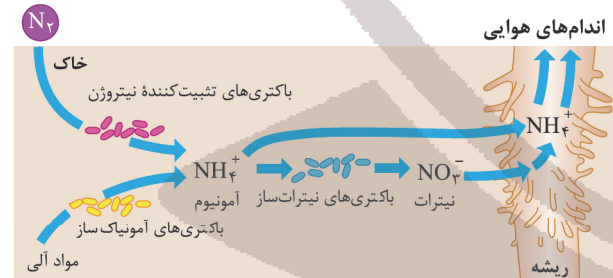 N₂
اندام‌های هوایی
خاک
باکتری‌های تثبیت‌کنندهٔ نیتروژن
NH₄⁺
NH₄⁺
آمونیوم
باکتری‌های نیترات‌ساز
NO₃⁻
نیترات
باکتری‌های آمونیاک‌ساز
مواد آلی
ریشه